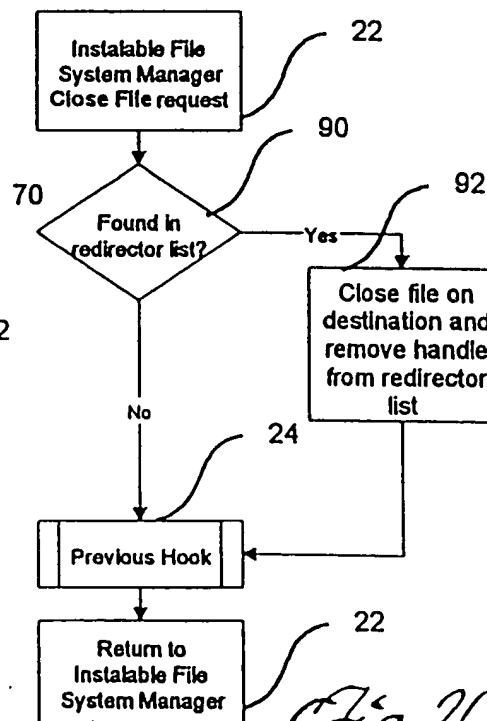 Instalable File
System Manager
Close File request
22
90
70
Found in
redirector list?
Yes
92
Close file on
destination and
remove handle
from redirector
list
2
No
24
Previous Hook
22
Return to
Instalable File
System Manager
Fig.